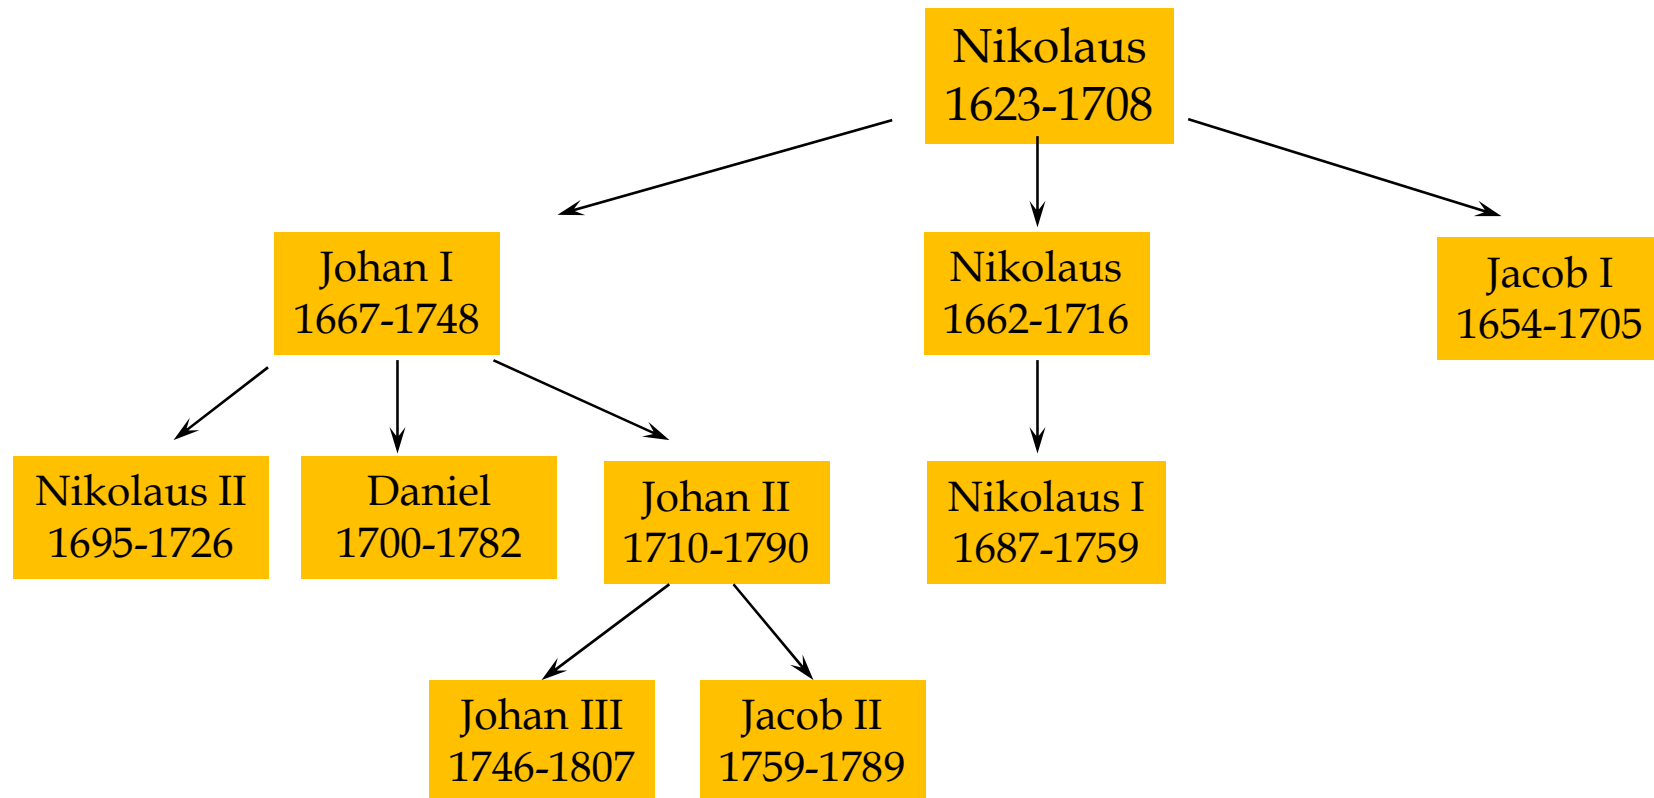 Nikolaus
1623-1708
Johan I
1667-1748
Nikolaus
1662-1716
Jacob I
1654-1705
Nikolaus II
1695-1726
Daniel
1700-1782
Johan II
1710-1790
Nikolaus I
1687-1759
Johan III
1746-1807
Jacob II
1759-1789